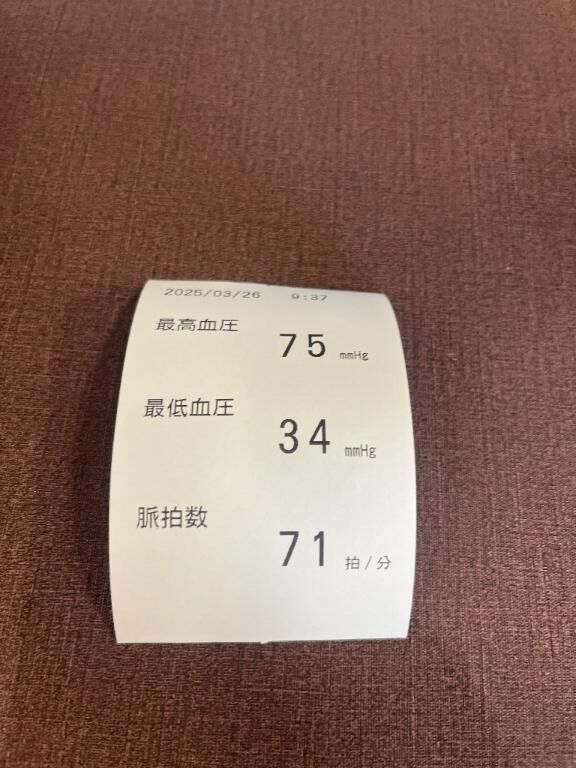 2025/03/26 9:37
最高血圧
75 mmHg
最低血圧
34 mmHg
脈拍数
71 拍/分